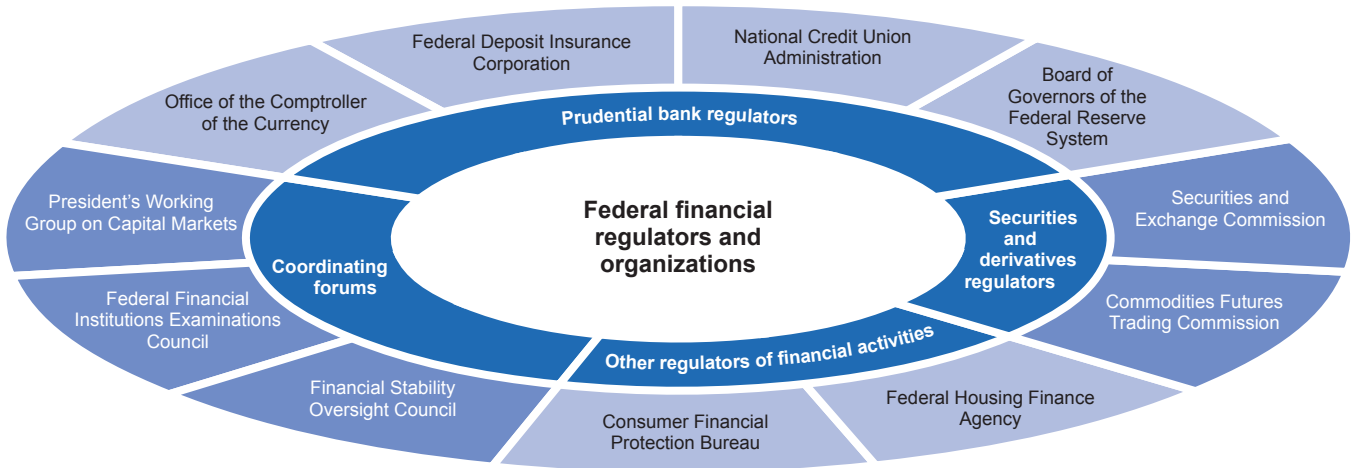 Federal Deposit Insurance
Corporation
National Credit Union
Administration
Board of
Governors of the
Federal Reserve
System
Office of the Comptroller
of the Currency
Prudential bank regulators
President's Working
Group on Capital Markets
Securities and
Exchange Commission
Federal financial
regulators and
organizations
Securities
and
derivatives
regulators
Coordinating
forums
Federal Financial
Institutions Examinations
Council
Commodities Futures
Trading Commission
Other regulators of financial activities
Financial Stability
Oversight Council
Consumer Financial
Protection Bureau
Federal Housing Finance
Agency